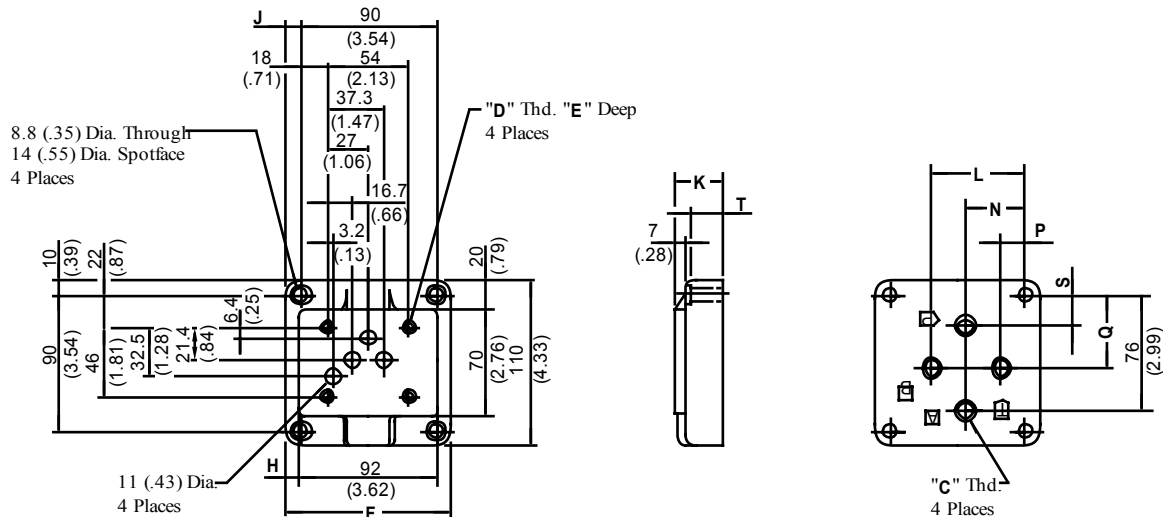 J
90
(3.54)
18
(.71)
54
(2.13)
37.3
(1.47)
27
(1.06)
16.7
(.66)
3.2
(.13)
"D" Thd. "E" Deep
4 Places
8.8 (.35) Dia. Through
14 (.55) Dia. Spotface
4 Places
10
(.39)
22
(.87)
6.4
(.25)
20
(.79)
90
(3.54)
46
(1.81)
32.5
(1.28)
21.4
(.84)
70
(2.76)
110
(4.33)
11 (.43) Dia.
4 Places
H
92
(3.62)
F
K
T
7
(.28)
L
N
P
S
Q
76
(2.99)
P
B
A
T
"C" Thd.
4 Places